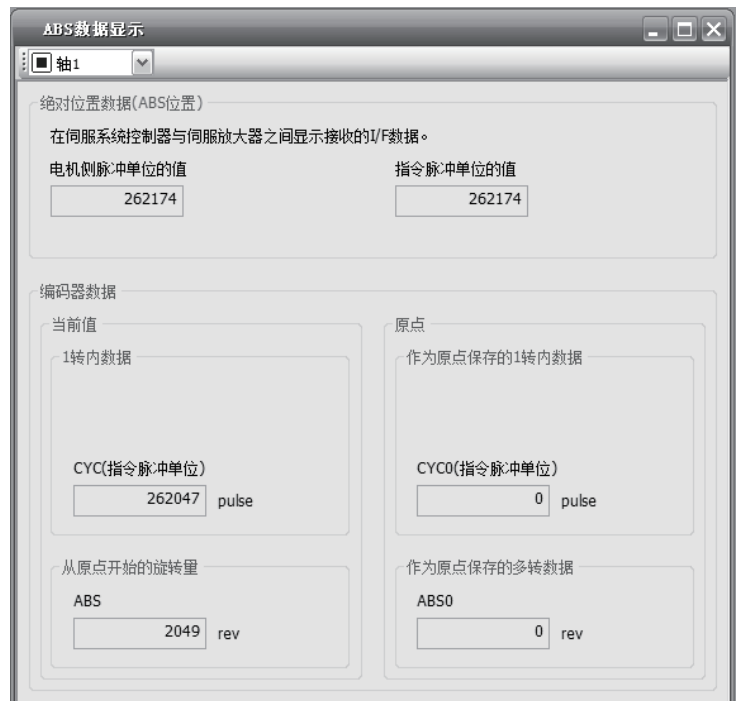 ABS数据显示
轴1
绝对位置数据(ABS位置)
在伺服系统控制器与伺服放大器之间显示接收的I/F数据。
电机侧脉冲单位的值
指令脉冲单位的值
262174
262174
编码器数据
当前值
原点
1转内数据
作为原点保存的1转内数据
CYC(指令脉冲单位)
CYC0(指令脉冲单位)
262047 pulse
0 pulse
从原点开始的旋转量
作为原点保存的多转数据
ABS
ABS0
2049 rev
0 rev